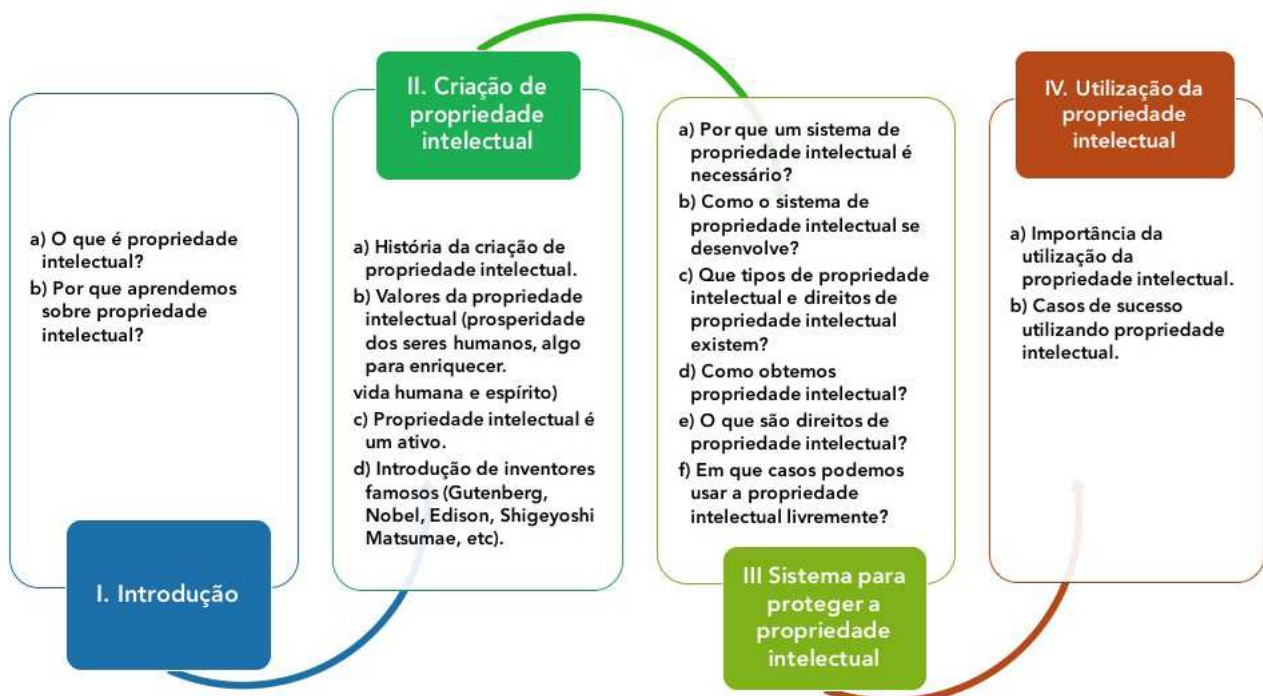 a) O que é propriedade
intelectual?
b) Por que aprendemos
sobre propriedade
intelectual?
I. Introdução
II. Criação de
propriedade
intelectual
a) História da criação de
propriedade intelectual.
b) Valores da propriedade
intelectual (prosperidade
dos seres humanos, algo
para enriquecer.
vida humana e espírito)
c) Propriedade intelectual é
um ativo.
d) Introdução de inventores
famosos (Gutenberg,
Nobel, Edison, Shigeyoshi
Matsumae, etc).
a) Por que um sistema de
propriedade intelectual é
necessário?
b) Como o sistema de
propriedade intelectual se
desenvolve?
c) Que tipos de propriedade
intelectual e direitos de
propriedade intelectual
existem?
d) Como obtemos
propriedade intelectual?
e) O que são direitos de
propriedade intelectual?
f) Em que casos podemos
usar a propriedade
intelectual livremente?
III Sistema para
proteger a
propriedade
intelectual
IV. Utilização da
propriedade
intelectual
a) Importância da
utilização da
propriedade intelectual.
b) Casos de sucesso
utilizando propriedade
intelectual.